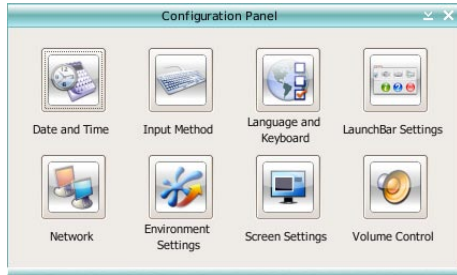 Configuration Panel
Date and Time
Input Method
Language and
Keyboard
LaunchBar Settings
Network
Environment
Settings
Screen Settings
Volume Control